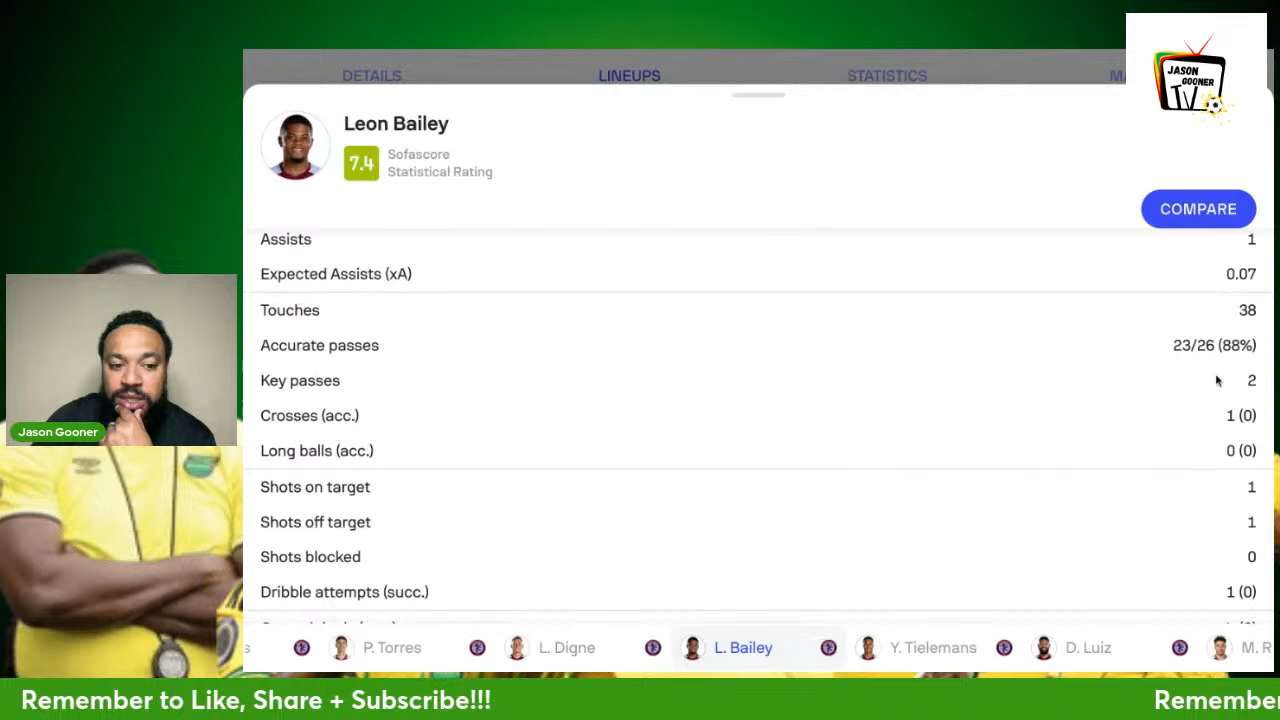 JASON
GOONER
TV
DETAILS
LINEUPS
STATISTICS
Leon Bailey
7.4
Sofascore
Statistical Rating
COMPARE
Assists 1
Expected Assists (xA) 0.07
Touches 38
Accurate passes 23/26 (88%)
Key passes 2
Crosses (acc.) 1 (0)
Long balls (acc.) 0 (0)
Shots on target 1
Shots off target 1
Shots blocked 0
Dribble attempts (succ.) 1 (0)
Jason Gooner
s P. Torres L. Digne L. Bailey Y. Tielemans D. Luiz M. R
Remember to Like, Share + Subscribe!!! Remember